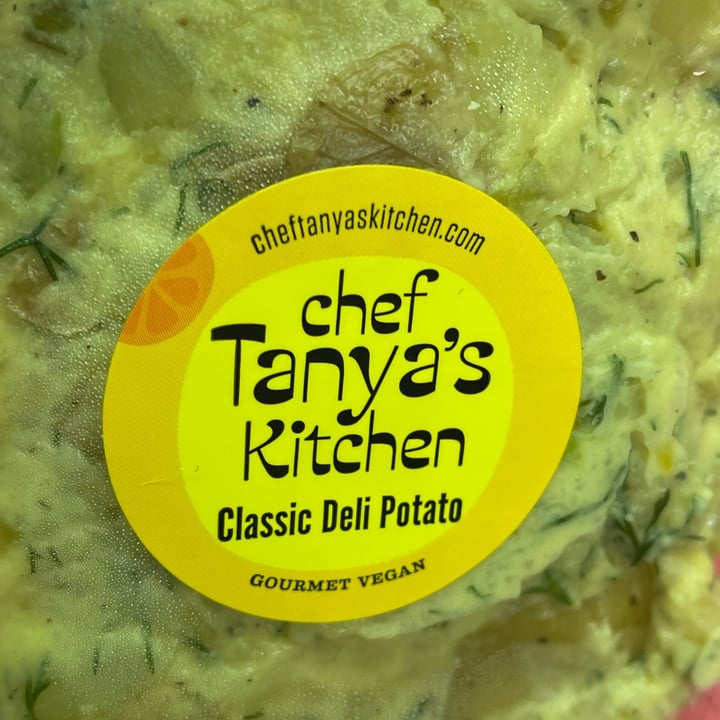 cheftanyaskitchen.com
chef
Tanya's
Kitchen
Classic Deli Potato
GOURMET VEGAN